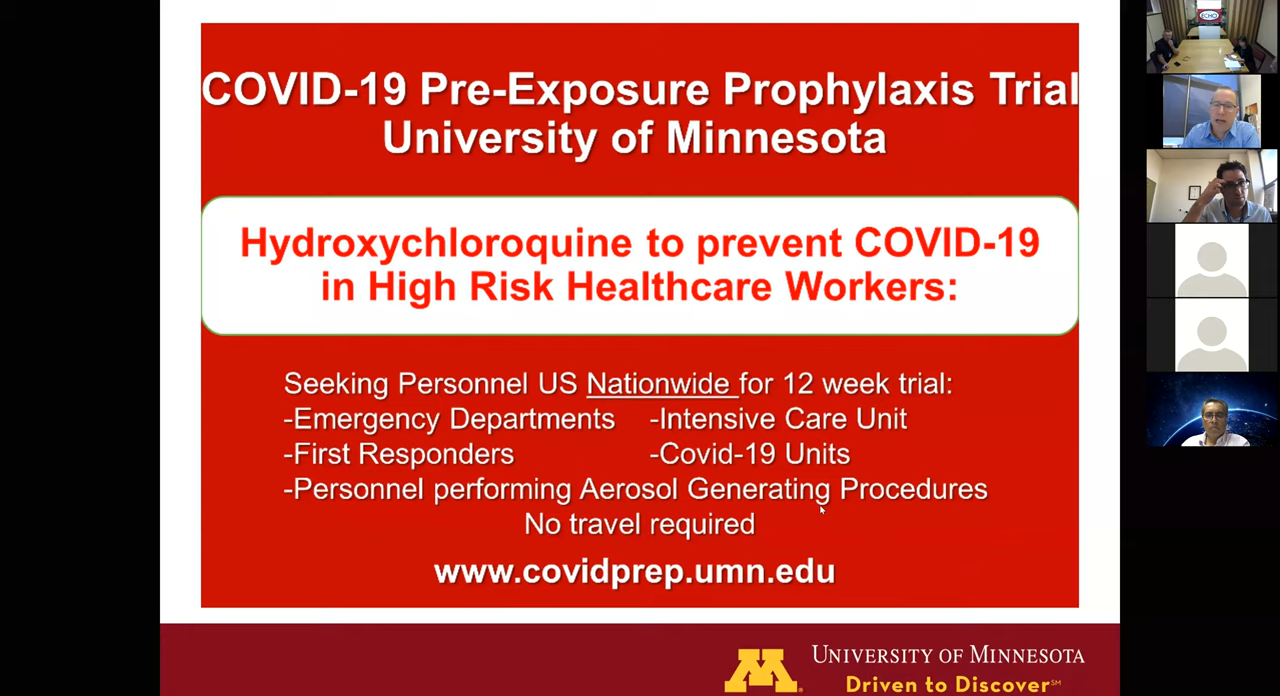 COVID-19 Pre-Exposure Prophylaxis Trial
University of Minnesota
Hydroxychloroquine to prevent COVID-19
in High Risk Healthcare Workers:
Seeking Personnel US Nationwide for 12 week trial:
-Emergency Departments -Intensive Care Unit
-First Responders -Covid-19 Units
-Personnel performing Aerosol Generating Procedures
No travel required
www.covidprep.umn.edu
M
UNIVERSITY OF MINNESOTA
Driven to Discover℠
ECHO